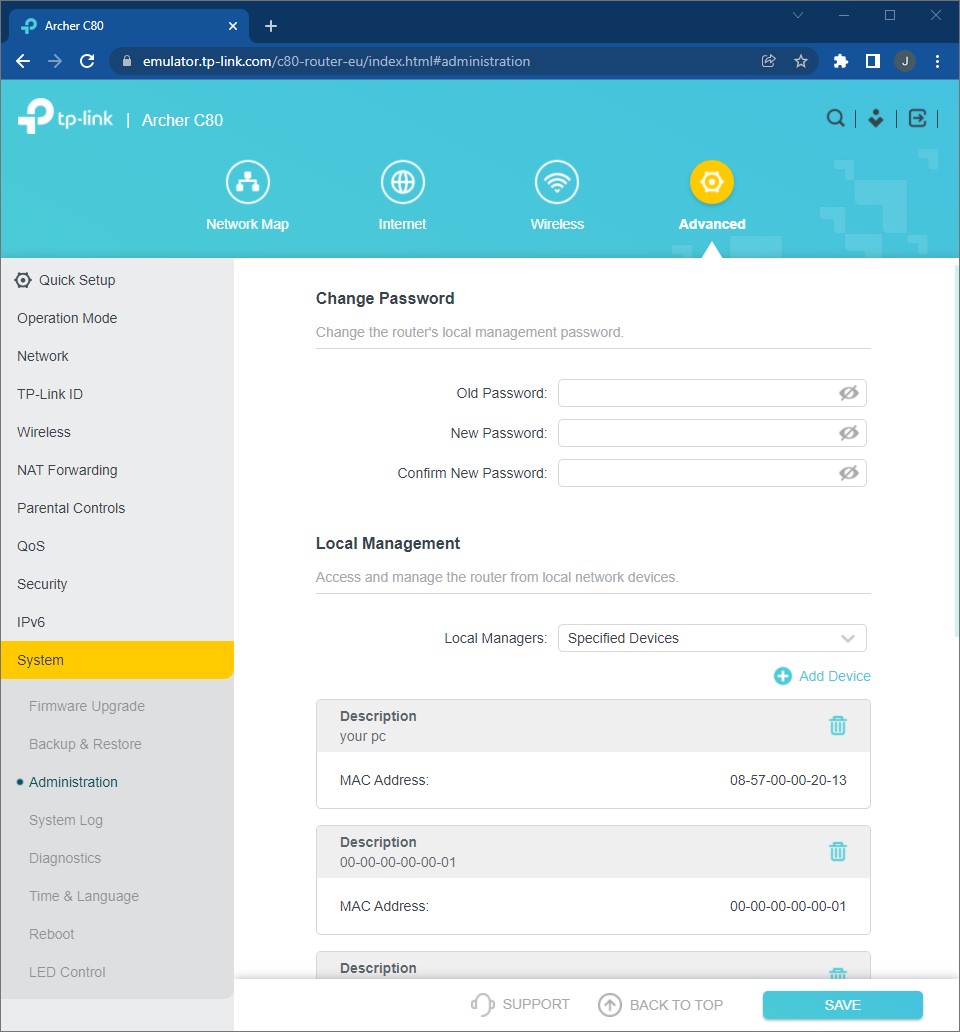 Archer C80
emulator.tp-link.com/c80-router-eu/index.html#administration
J
tp-link | Archer C80
Network Map
Internet
Wireless
Advanced
Quick Setup
Operation Mode
Network
TP-Link ID
Wireless
NAT Forwarding
Parental Controls
QoS
Security
IPv6
System
Firmware Upgrade
Backup & Restore
Administration
System Log
Diagnostics
Time & Language
Reboot
LED Control
Change Password
Change the router's local management password.
Old Password:
New Password:
Confirm New Password:
Local Management
Access and manage the router from local network devices.
Local Managers: Specified Devices
Add Device
Description
your pc
MAC Address: 08-57-00-00-20-13
Description
00-00-00-00-00-01
MAC Address: 00-00-00-00-00-01
Description
SUPPORT
BACK TO TOP
SAVE